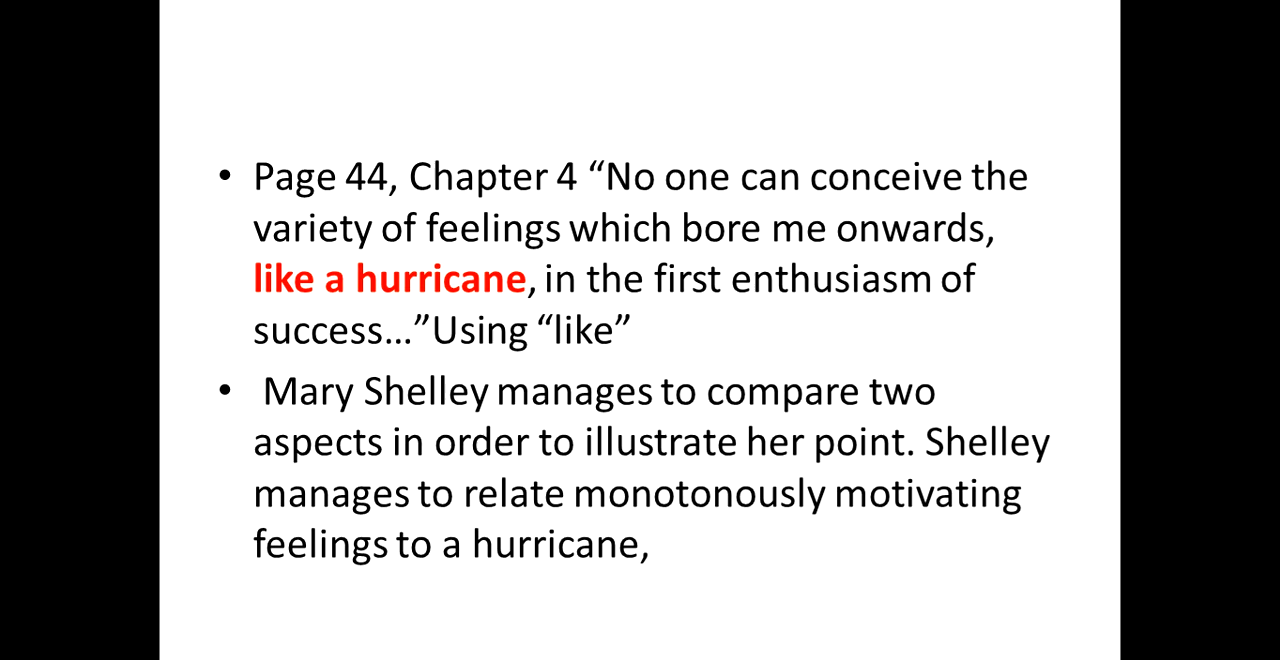 • Page 44, Chapter 4 “No one can conceive the
variety of feelings which bore me onwards,
like a hurricane, in the first enthusiasm of
success…”Using “like”
• Mary Shelley manages to compare two
aspects in order to illustrate her point. Shelley
manages to relate monotonously motivating
feelings to a hurricane,